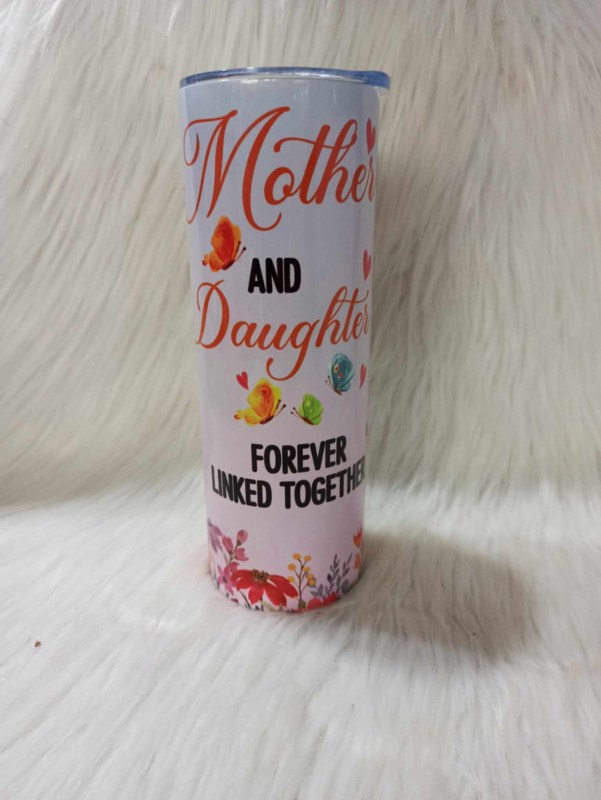 Mother
AND
Daughter
FOREVER
LINKED TOGETHER